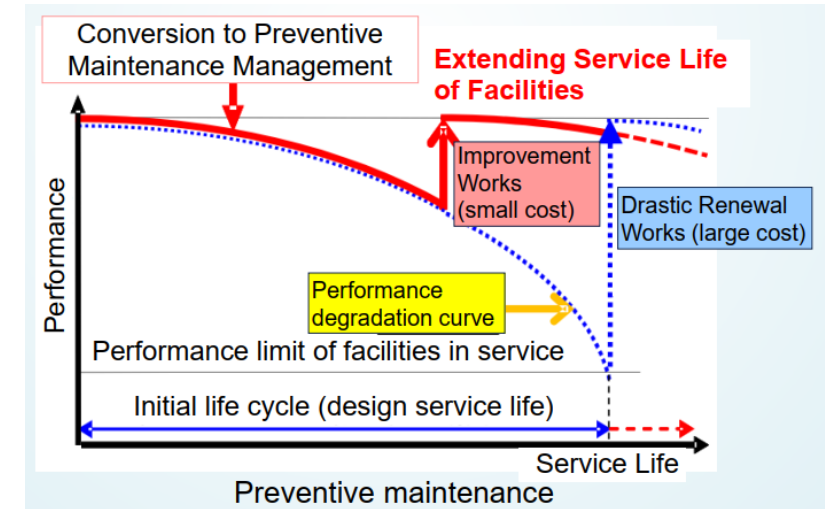 Conversion to Preventive
Maintenance Management
Extending Service Life
of Facilities
Performance
Improvement
Works
(small cost)
Drastic Renewal
Works (large cost)
Performance
degradation curve
Performance limit of facilities in service
Initial life cycle (design service life)
Service Life
Preventive maintenance